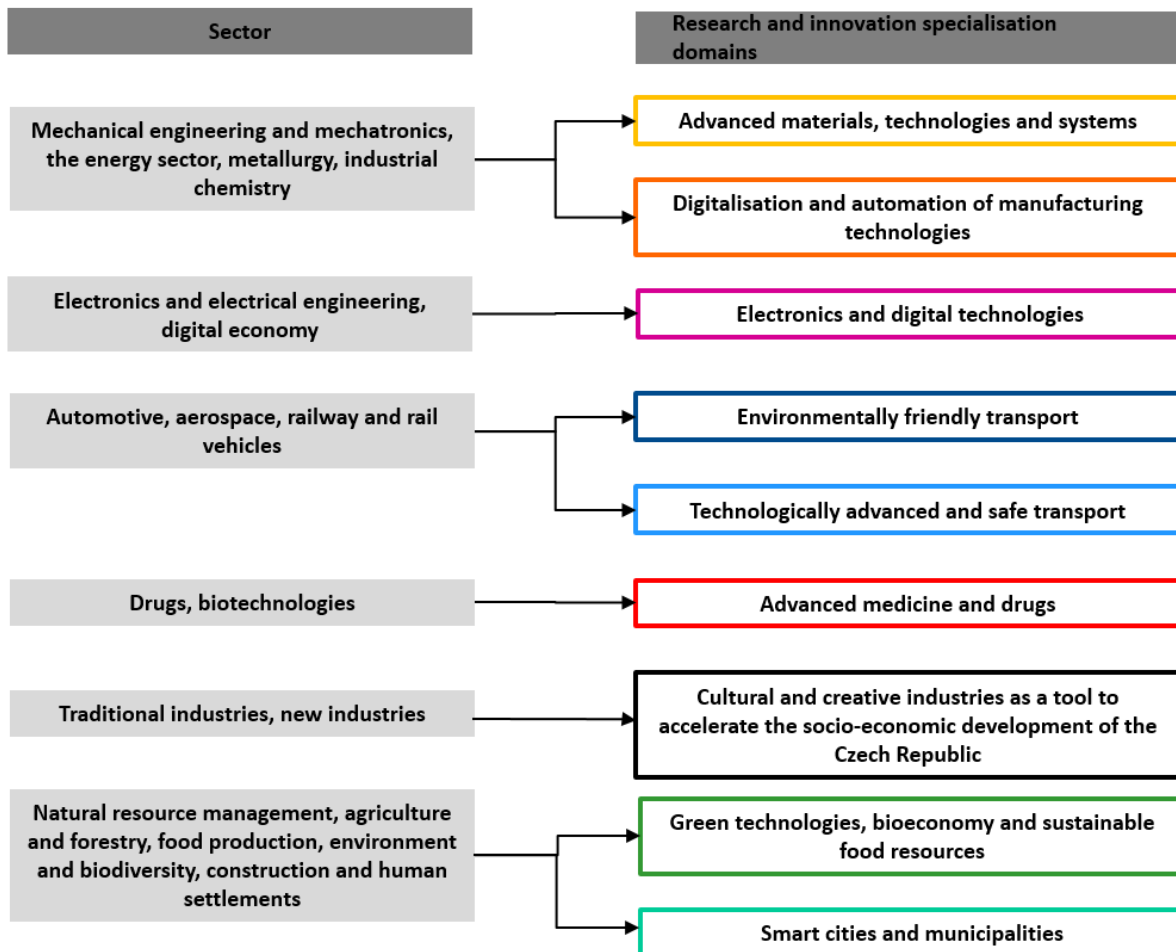 Sector
Research and innovation specialisation
domains
Mechanical engineering and mechatronics,
the energy sector, metallurgy, industrial
chemistry
Advanced materials, technologies and systems
Digitalisation and automation of manufacturing
technologies
Electronics and electrical engineering,
digital economy
Electronics and digital technologies
Automotive, aerospace, railway and rail
vehicles
Environmentally friendly transport
Technologically advanced and safe transport
Drugs, biotechnologies
Advanced medicine and drugs
Traditional industries, new industries
Cultural and creative industries as a tool to
accelerate the socio-economic development of the
Czech Republic
Natural resource management, agriculture
and forestry, food production, environment
and biodiversity, construction and human
settlements
Green technologies, bioeconomy and sustainable
food resources
Smart cities and municipalities